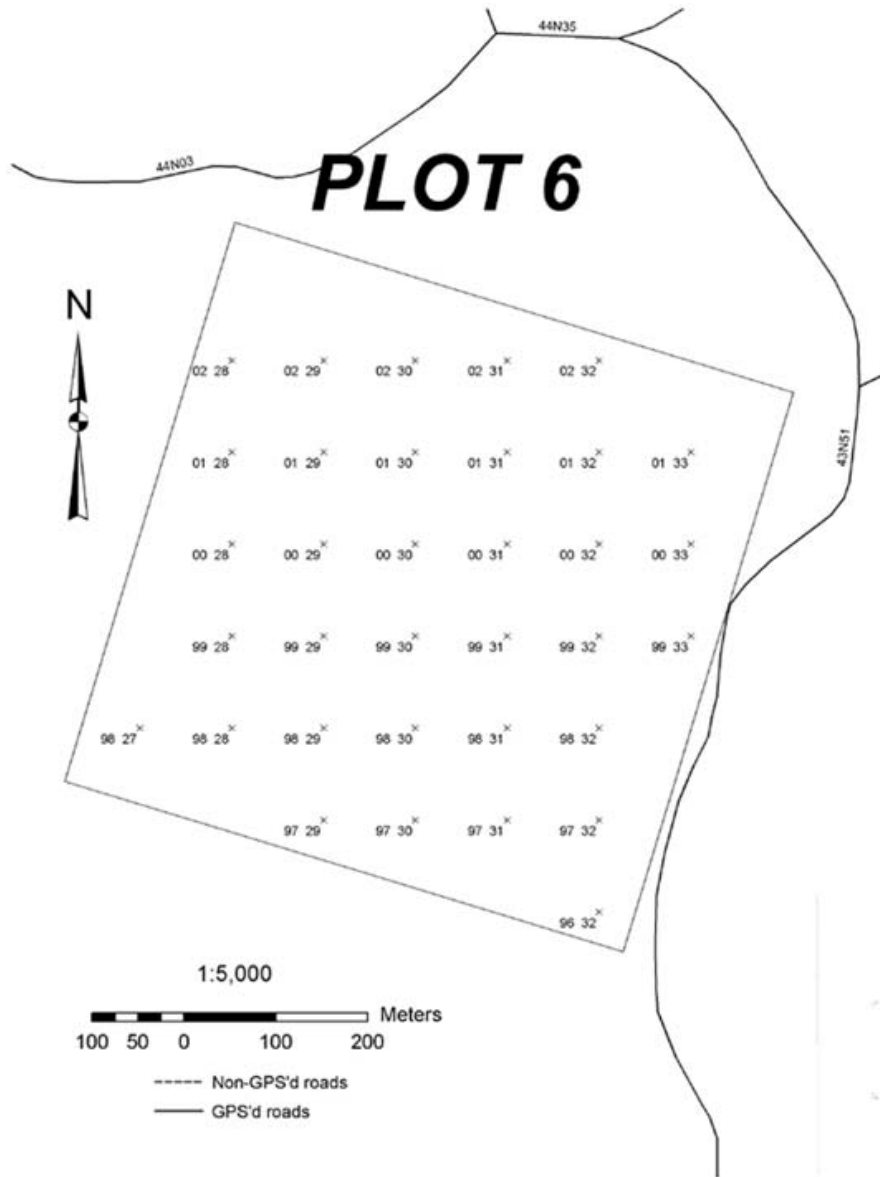 44N35
44N03
PLOT 6
N
02 28 02 29 02 30 02 31 02 32
43N51
01 28 01 29 01 30 01 31 01 32 01 33
00 28 00 29 00 30 00 31 00 32 00 33
99 28 99 29 99 30 99 31 99 32 99 33
98 27 98 28 98 29 98 30 98 31 98 32
97 29 97 30 97 31 97 32
96 32
1:5,000
Meters
100 50 0 100 200
Non-GPS'd roads
GPS'd roads